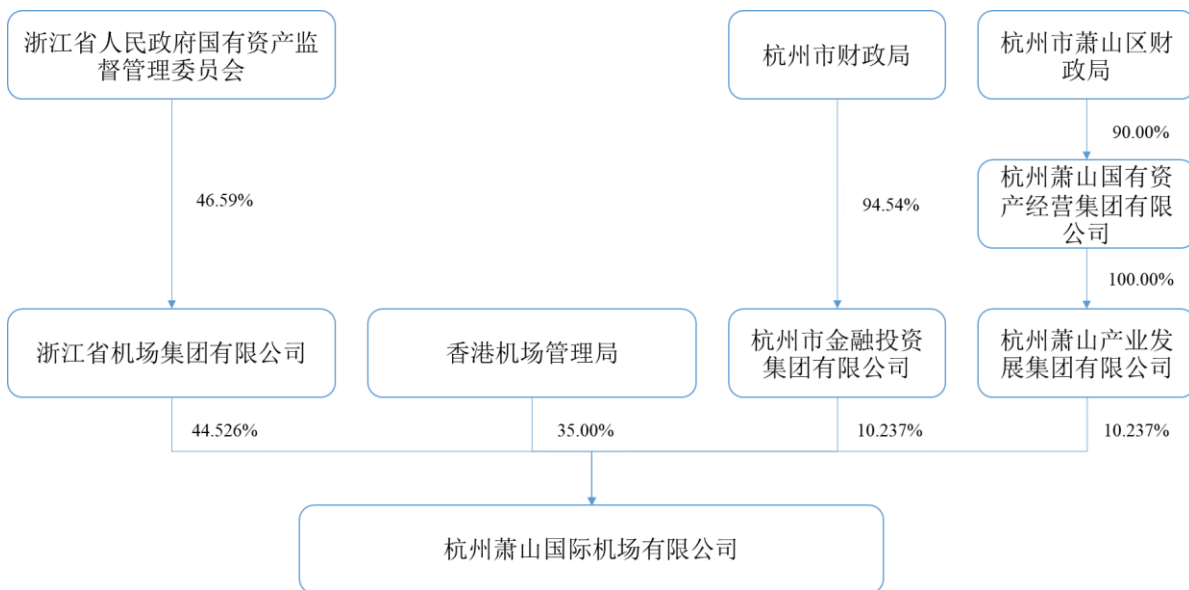 浙江省人民政府国有资产监
督管理委员会
杭州市财政局
杭州市萧山区财
政局
90.00%
杭州萧山国有资
产经营集团有限
公司
46.59%
94.54%
100.00%
浙江省机场集团有限公司
香港机场管理局
杭州市金融投资
集团有限公司
杭州萧山产业发
展集团有限公司
44.526%
35.00%
10.237%
10.237%
杭州萧山国际机场有限公司